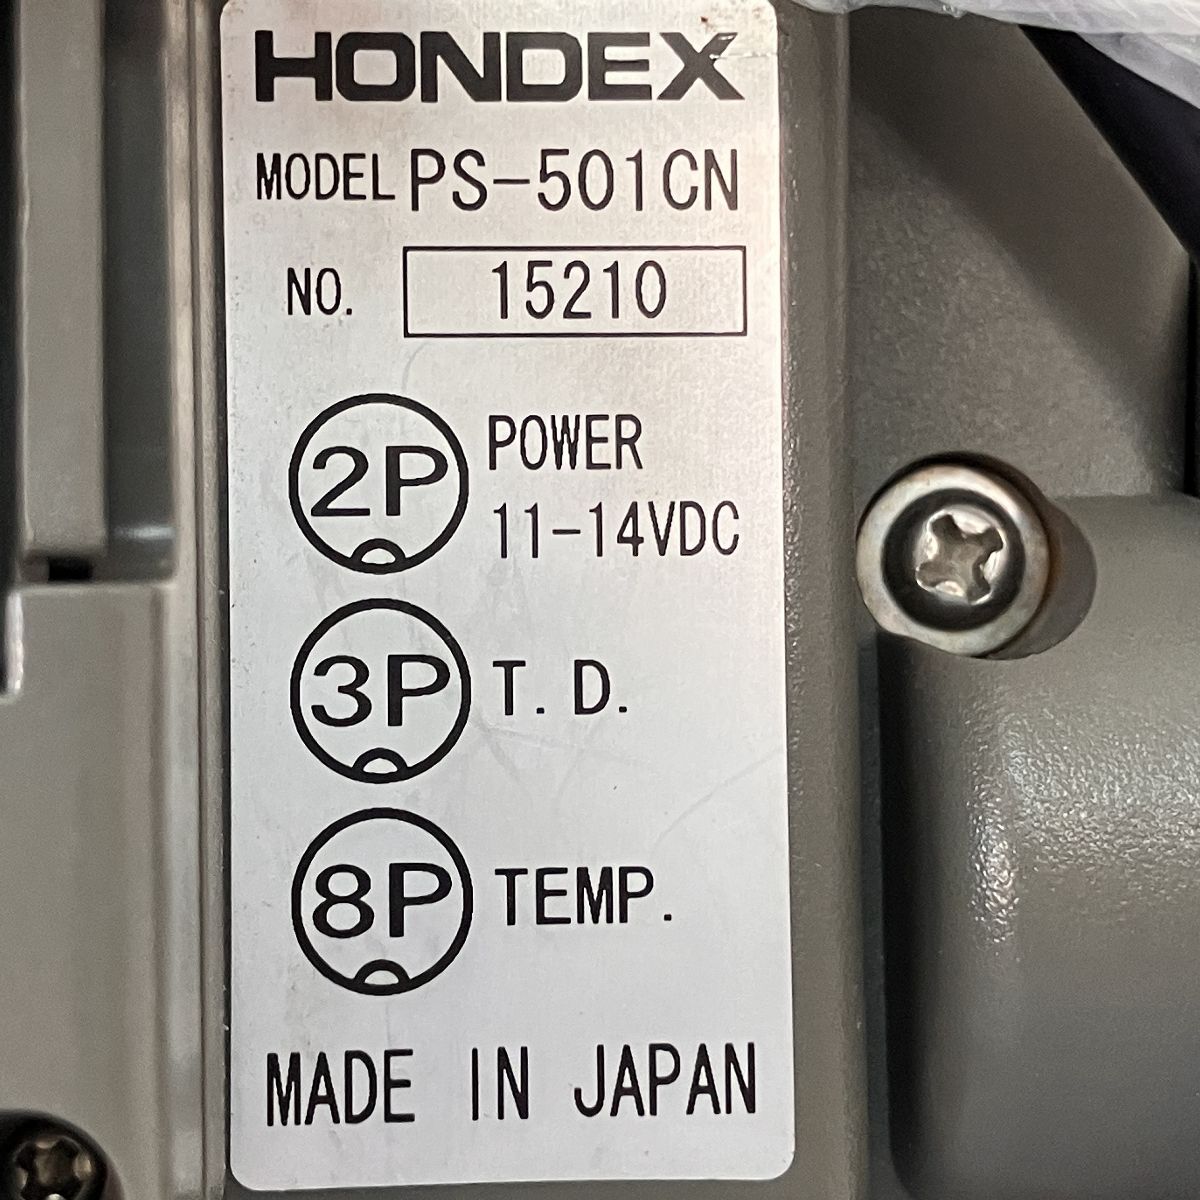 HONDEX
MODEL PS-501CN
NO. 15210
2P POWER
11-14VDC
3P T. D.
8P TEMP.
MADE IN JAPAN